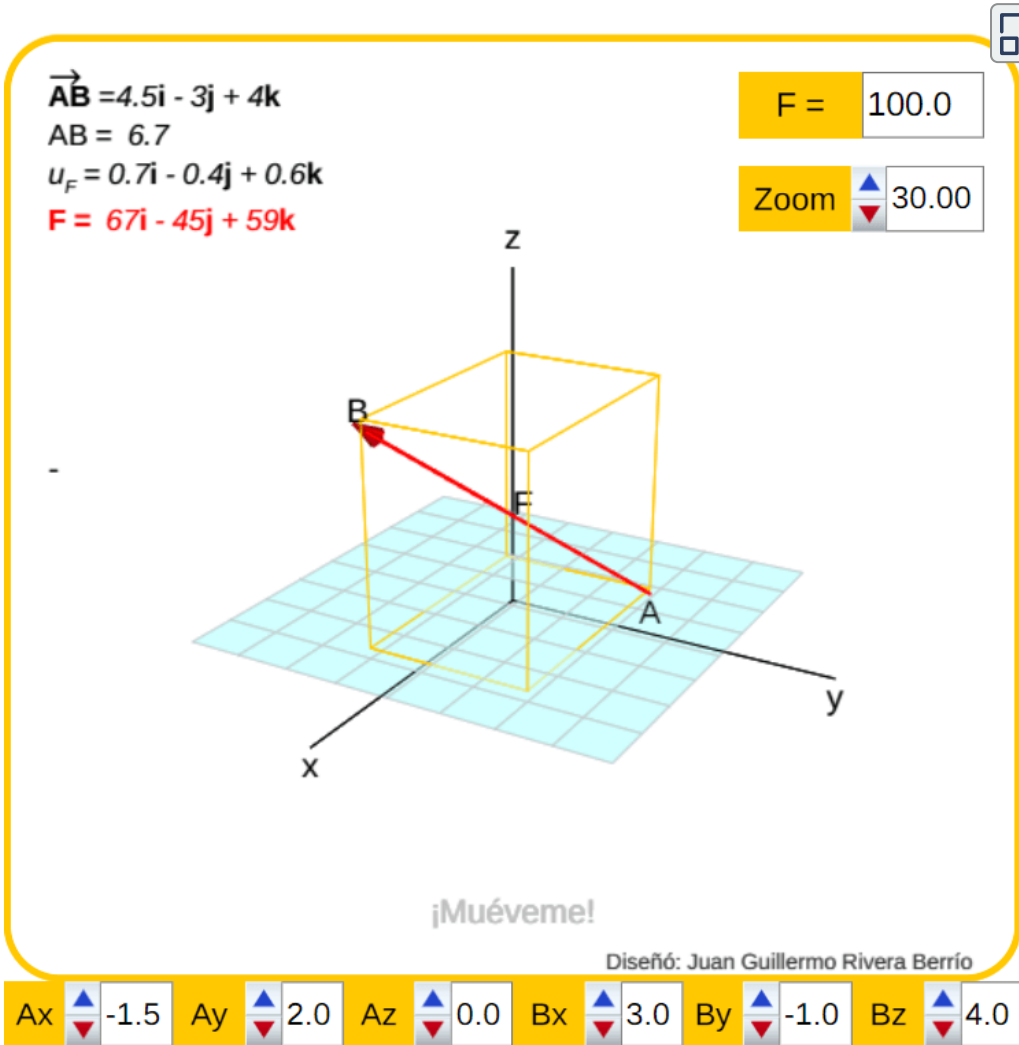 AB =4.5i - 3j + 4k
AB = 6.7
uF = 0.7i - 0.4j + 0.6k
F = 67i - 45j + 59k
F = 100.0
Zoom 30.00
z
B
-
F
A
y
x
¡Muéveme!
Diseñó: Juan Guillermo Rivera Berrío
Ax -1.5 Ay 2.0 Az 0.0 Bx 3.0 By -1.0 Bz 4.0